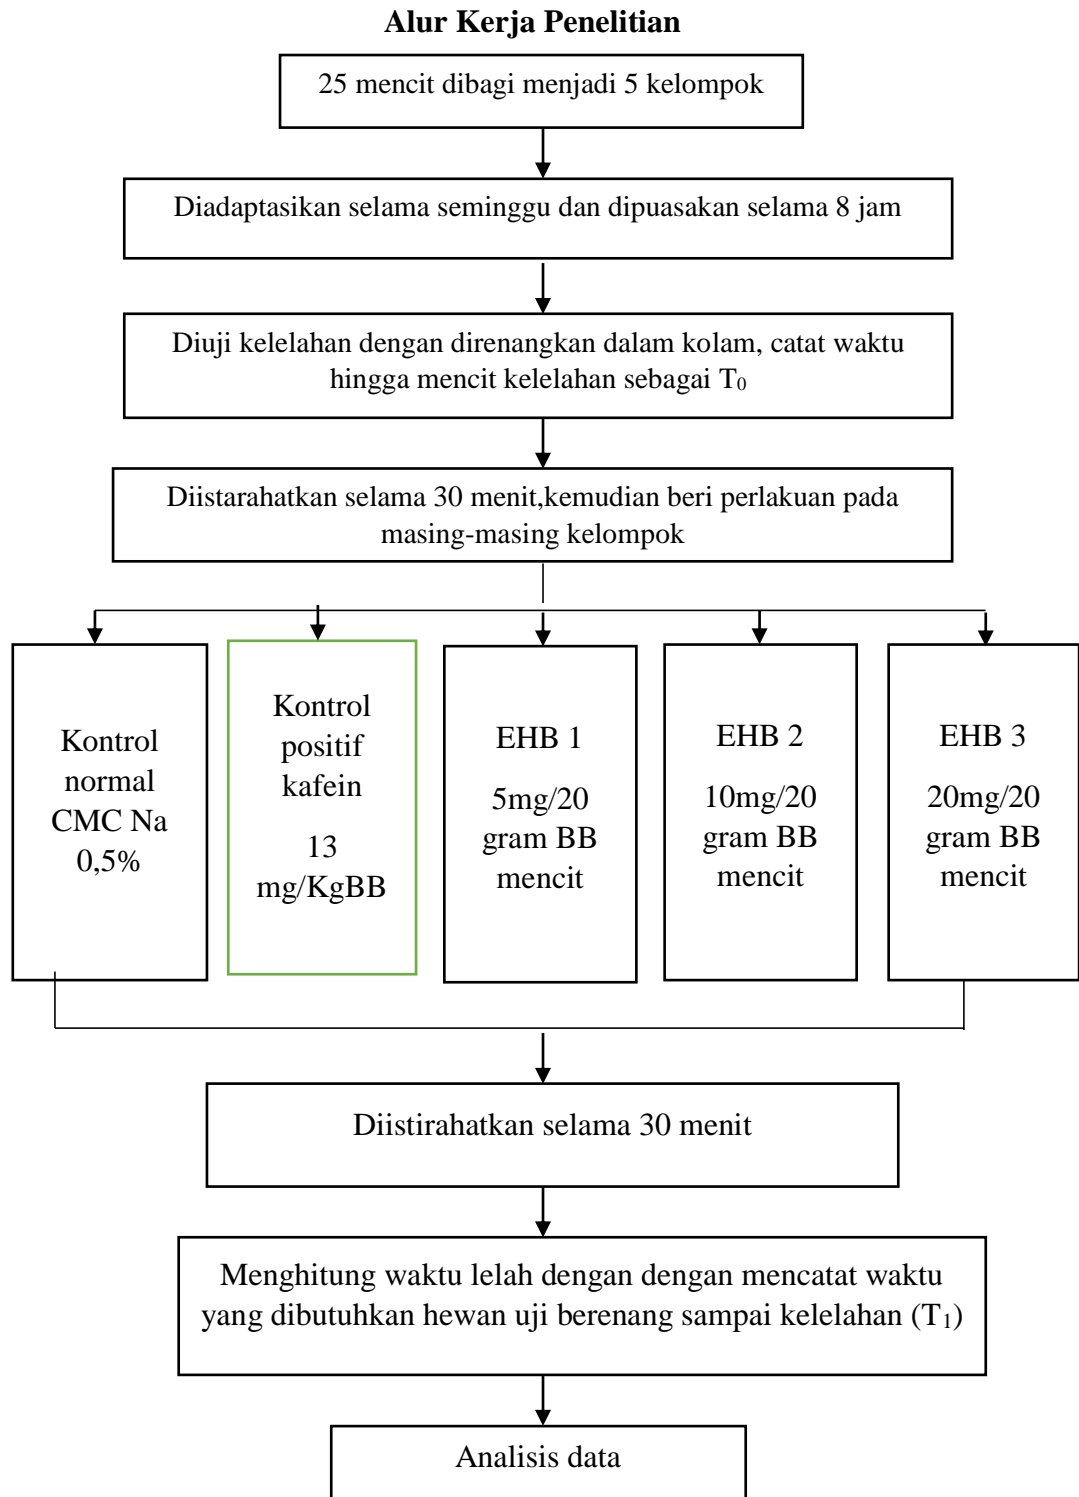 Alur Kerja Penelitian
25 mencit dibagi menjadi 5 kelompok
Diadaptasikan selama seminggu dan dipuasakan selama 8 jam
Diuji kelelahan dengan direnangkan dalam kolam, catat waktu
hingga mencit kelelahan sebagai T₀
Diistarahatkan selama 30 menit,kemudian beri perlakuan pada
masing-masing kelompok
Kontrol
normal
CMC Na
0,5%
Kontrol
positif
kafein
13
mg/KgBB
EHB 1
5mg/20
gram BB
mencit
EHB 2
10mg/20
gram BB
mencit
EHB 3
20mg/20
gram BB
mencit
Diistirahatkan selama 30 menit
Menghitung waktu lelah dengan dengan mencatat waktu
yang dibutuhkan hewan uji berenang sampai kelelahan (T₁)
Analisis data